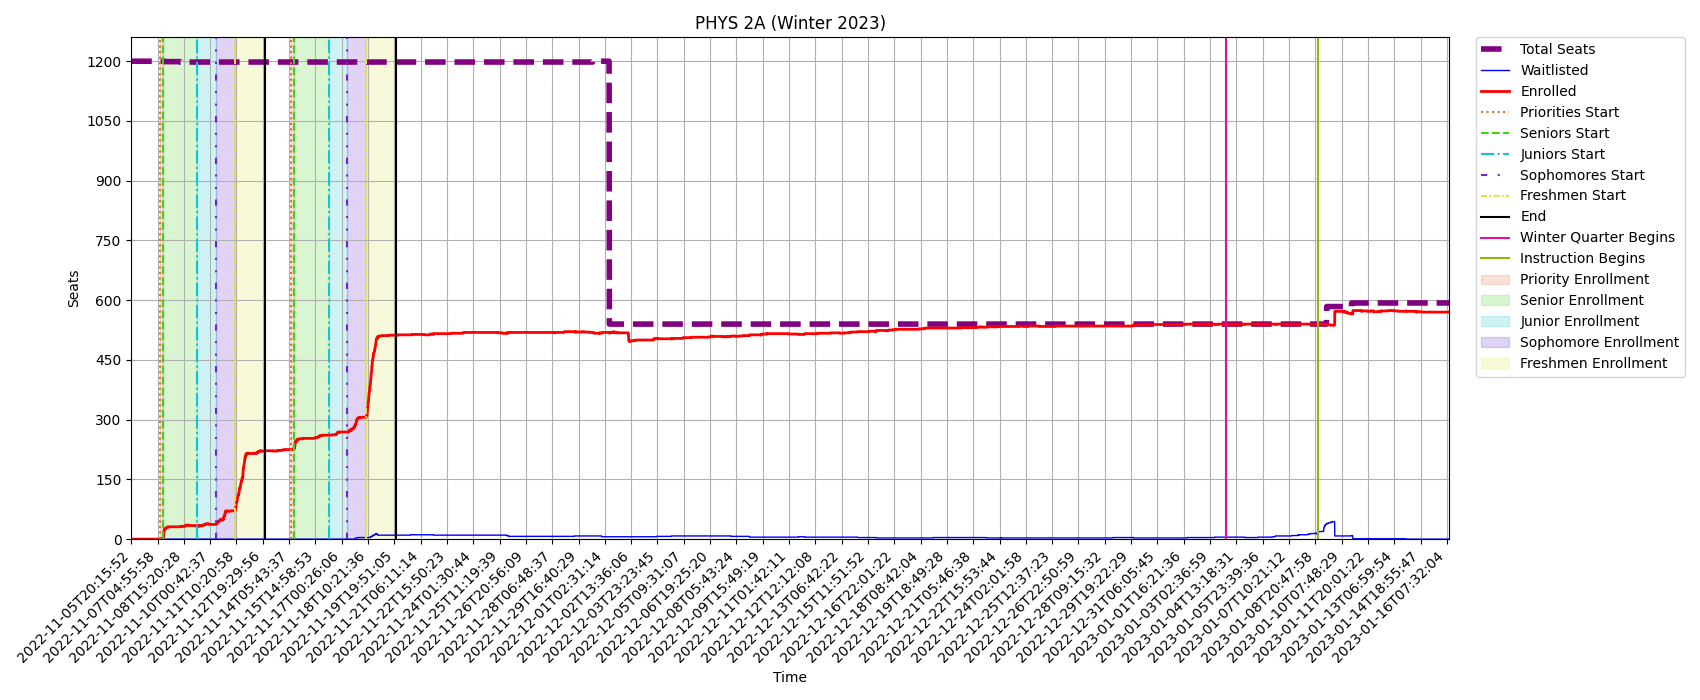 PHYS 2A (Winter 2023)
Seats
1200
1050
900
750
600
450
300
150
0
2022-11-05T20:15:52
2022-11-07T04:55:58
2022-11-08T15:20:28
2022-11-10T00:42:37
2022-11-11T10:20:58
2022-11-12T19:29:56
2022-11-14T05:43:37
2022-11-15T14:58:53
2022-11-17T00:26:06
2022-11-18T10:21:36
2022-11-19T19:51:05
2022-11-21T06:11:14
2022-11-22T15:50:23
2022-11-24T01:30:44
2022-11-25T11:19:39
2022-11-26T20:56:09
2022-11-28T06:48:37
2022-11-29T16:40:29
2022-12-01T02:31:14
2022-12-02T13:36:06
2022-12-03T23:23:45
2022-12-05T09:31:07
2022-12-06T19:25:20
2022-12-08T05:43:24
2022-12-09T15:49:19
2022-12-11T01:42:11
2022-12-12T12:12:08
2022-12-13T06:42:22
2022-12-15T11:51:52
2022-12-16T22:01:22
2022-12-18T08:42:04
2022-12-19T18:49:28
2022-12-21T05:46:38
2022-12-22T15:53:44
2022-12-24T02:01:58
2022-12-25T12:37:23
2022-12-26T22:50:59
2022-12-28T09:15:32
2022-12-29T19:22:29
2022-12-31T06:05:45
2023-01-01T16:21:36
2023-01-03T02:36:59
2023-01-04T13:18:31
2023-01-05T23:39:36
2023-01-07T10:21:12
2023-01-08T20:47:58
2023-01-10T07:48:29
2023-01-11T20:01:22
2023-01-13T06:59:54
2023-01-14T18:55:47
2023-01-16T07:32:04
Time
Total Seats
Waitlisted
Enrolled
Priorities Start
Seniors Start
Juniors Start
Sophomores Start
Freshmen Start
End
Winter Quarter Begins
Instruction Begins
Priority Enrollment
Senior Enrollment
Junior Enrollment
Sophomore Enrollment
Freshmen Enrollment